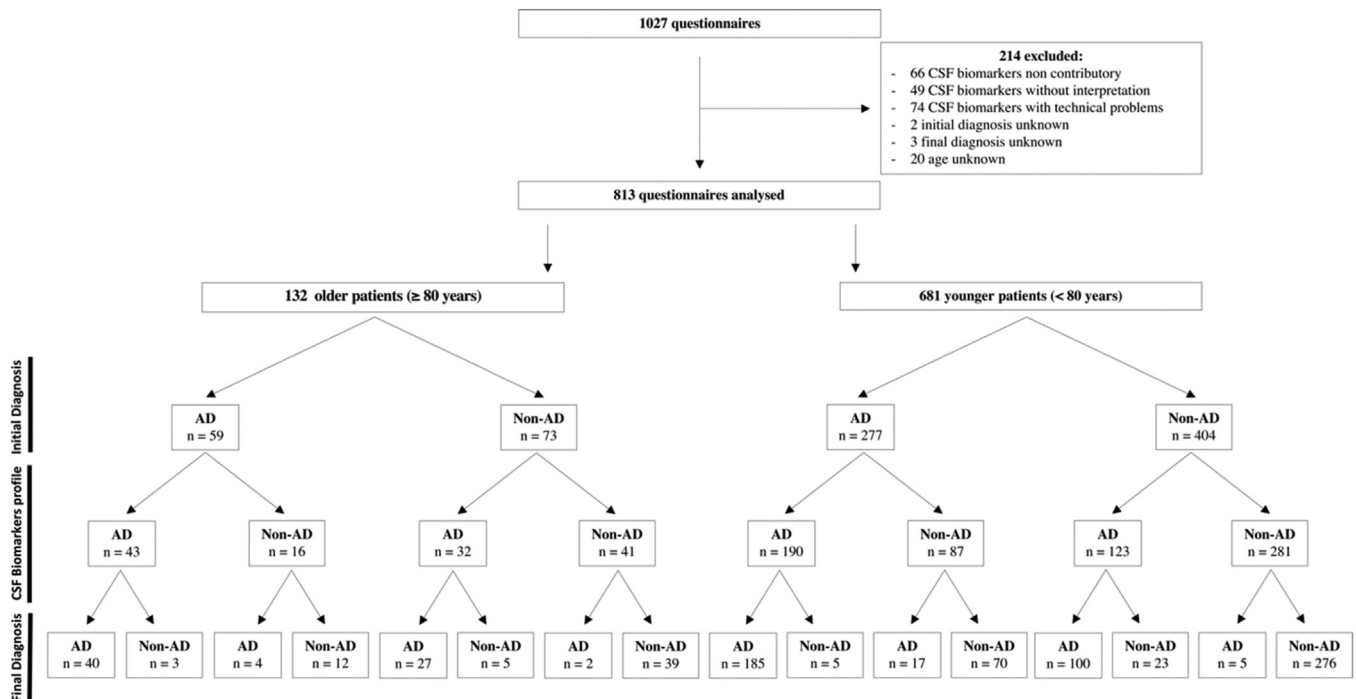 1027 questionnaires
214 excluded:
- 66 CSF biomarkers non contributory
- 49 CSF biomarkers without interpretation
- 74 CSF biomarkers with technical problems
- 2 initial diagnosis unknown
- 3 final diagnosis unknown
- 20 age unknown
813 questionnaires analysed
132 older patients (≥ 80 years)
681 younger patients (< 80 years)
Initial Diagnosis
AD
n = 59
Non-AD
n = 73
AD
n = 277
Non-AD
n = 404
CSF Biomarkers profile
AD
n = 43
Non-AD
n = 16
AD
n = 32
Non-AD
n = 41
AD
n = 190
Non-AD
n = 87
AD
n = 123
Non-AD
n = 281
Final Diagnosis
AD
n = 40
Non-AD
n = 3
AD
n = 4
Non-AD
n = 12
AD
n = 27
Non-AD
n = 5
AD
n = 2
Non-AD
n = 39
AD
n = 185
Non-AD
n = 5
AD
n = 17
Non-AD
n = 70
AD
n = 100
Non-AD
n = 23
AD
n = 5
Non-AD
n = 276